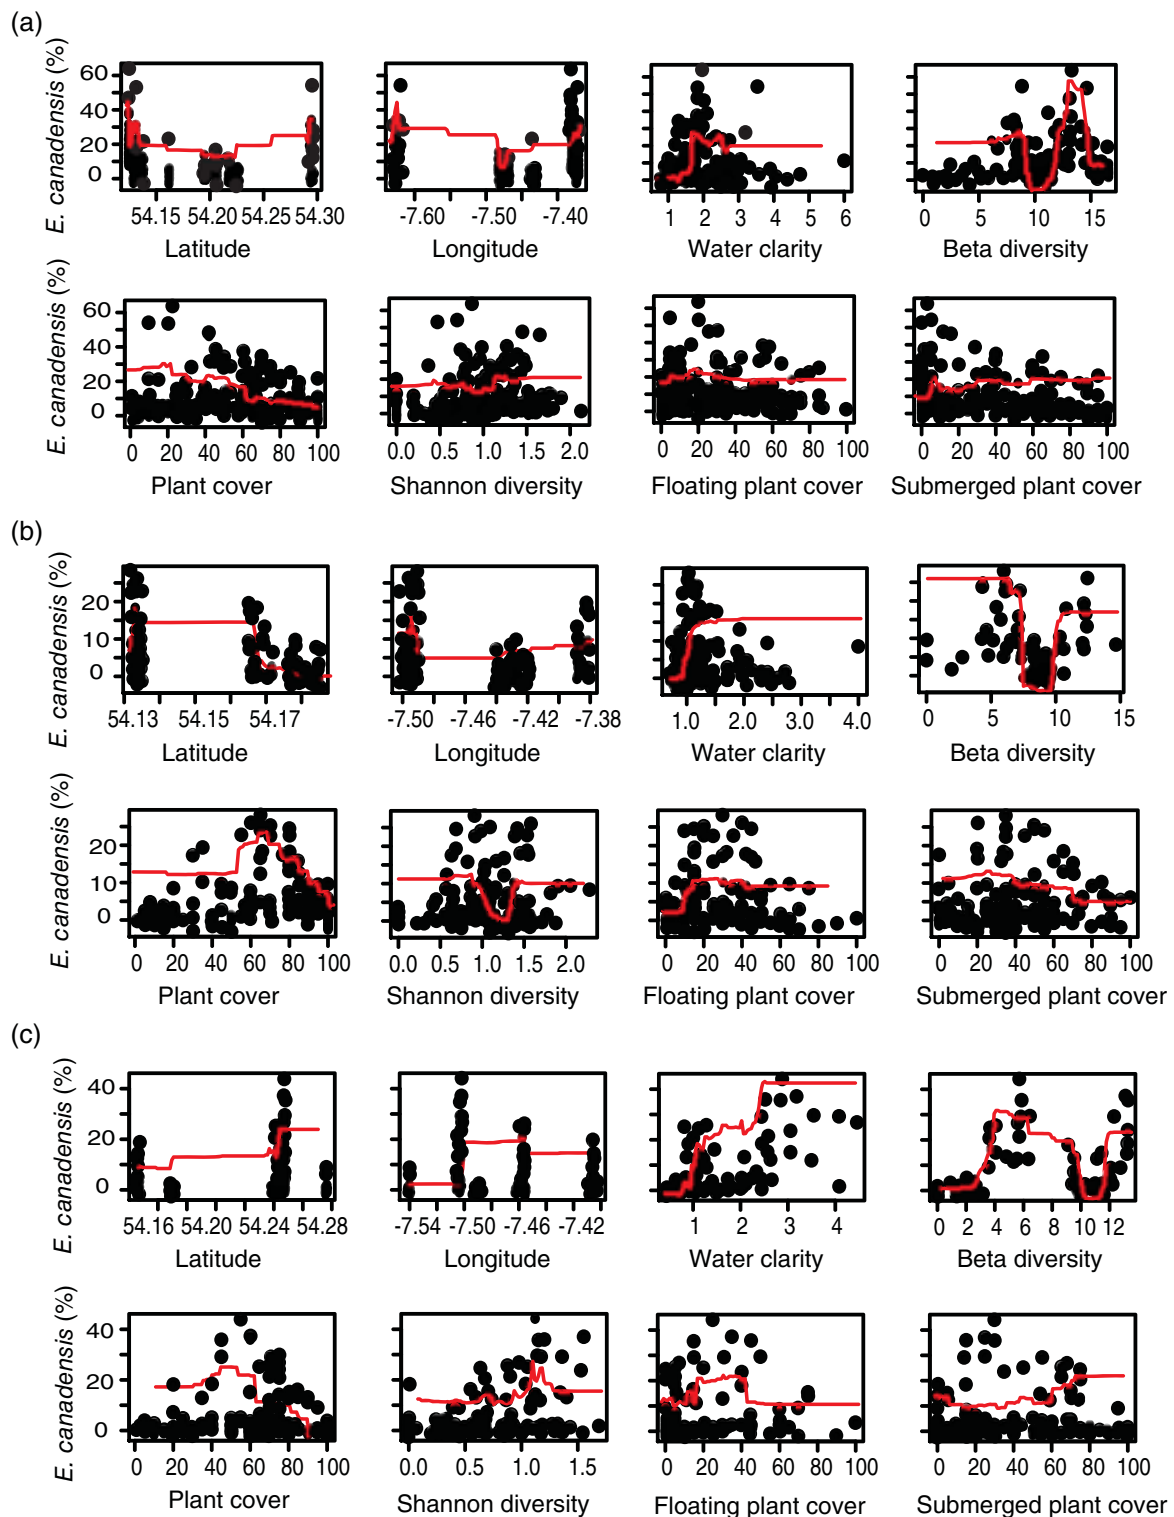 (a)
E. canadensis (%)
60
40
20
0
54.15 54.20 54.25 54.30
Latitude
-7.60 -7.50 -7.40
Longitude
1 2 3 4 5 6
Water clarity
0 5 10 15
Beta diversity
E. canadensis (%)
60
40
20
0
0 20 40 60 80 100
Plant cover
0.0 0.5 1.0 1.5 2.0
Shannon diversity
0 20 40 60 80 100
Floating plant cover
0 20 40 60 80 100
Submerged plant cover
(b)
E. canadensis (%)
20
10
0
54.13 54.15 54.17
Latitude
-7.50 -7.46 -7.42 -7.38
Longitude
1.0 2.0 3.0 4.0
Water clarity
0 5 10 15
Beta diversity
E. canadensis (%)
20
10
0
0 20 40 60 80 100
Plant cover
0.0 1.0 2.0
Shannon diversity
0 20 40 60 80 100
Floating plant cover
0 20 40 60 80 100
Submerged plant cover
(c)
E. canadensis (%)
40
20
0
54.16 54.20 54.24 54.28
Latitude
-7.54 -7.50 -7.46 -7.42
Longitude
1 2 3 4
Water clarity
0 2 4 6 8 10 12
Beta diversity
E. canadensis (%)
40
20
0
0 20 40 60 80 100
Plant cover
0.0 0.5 1.0 1.5
Shannon diversity
0 20 40 60 80 100
Floating plant cover
0 20 40 60 80 100
Submerged plant cover